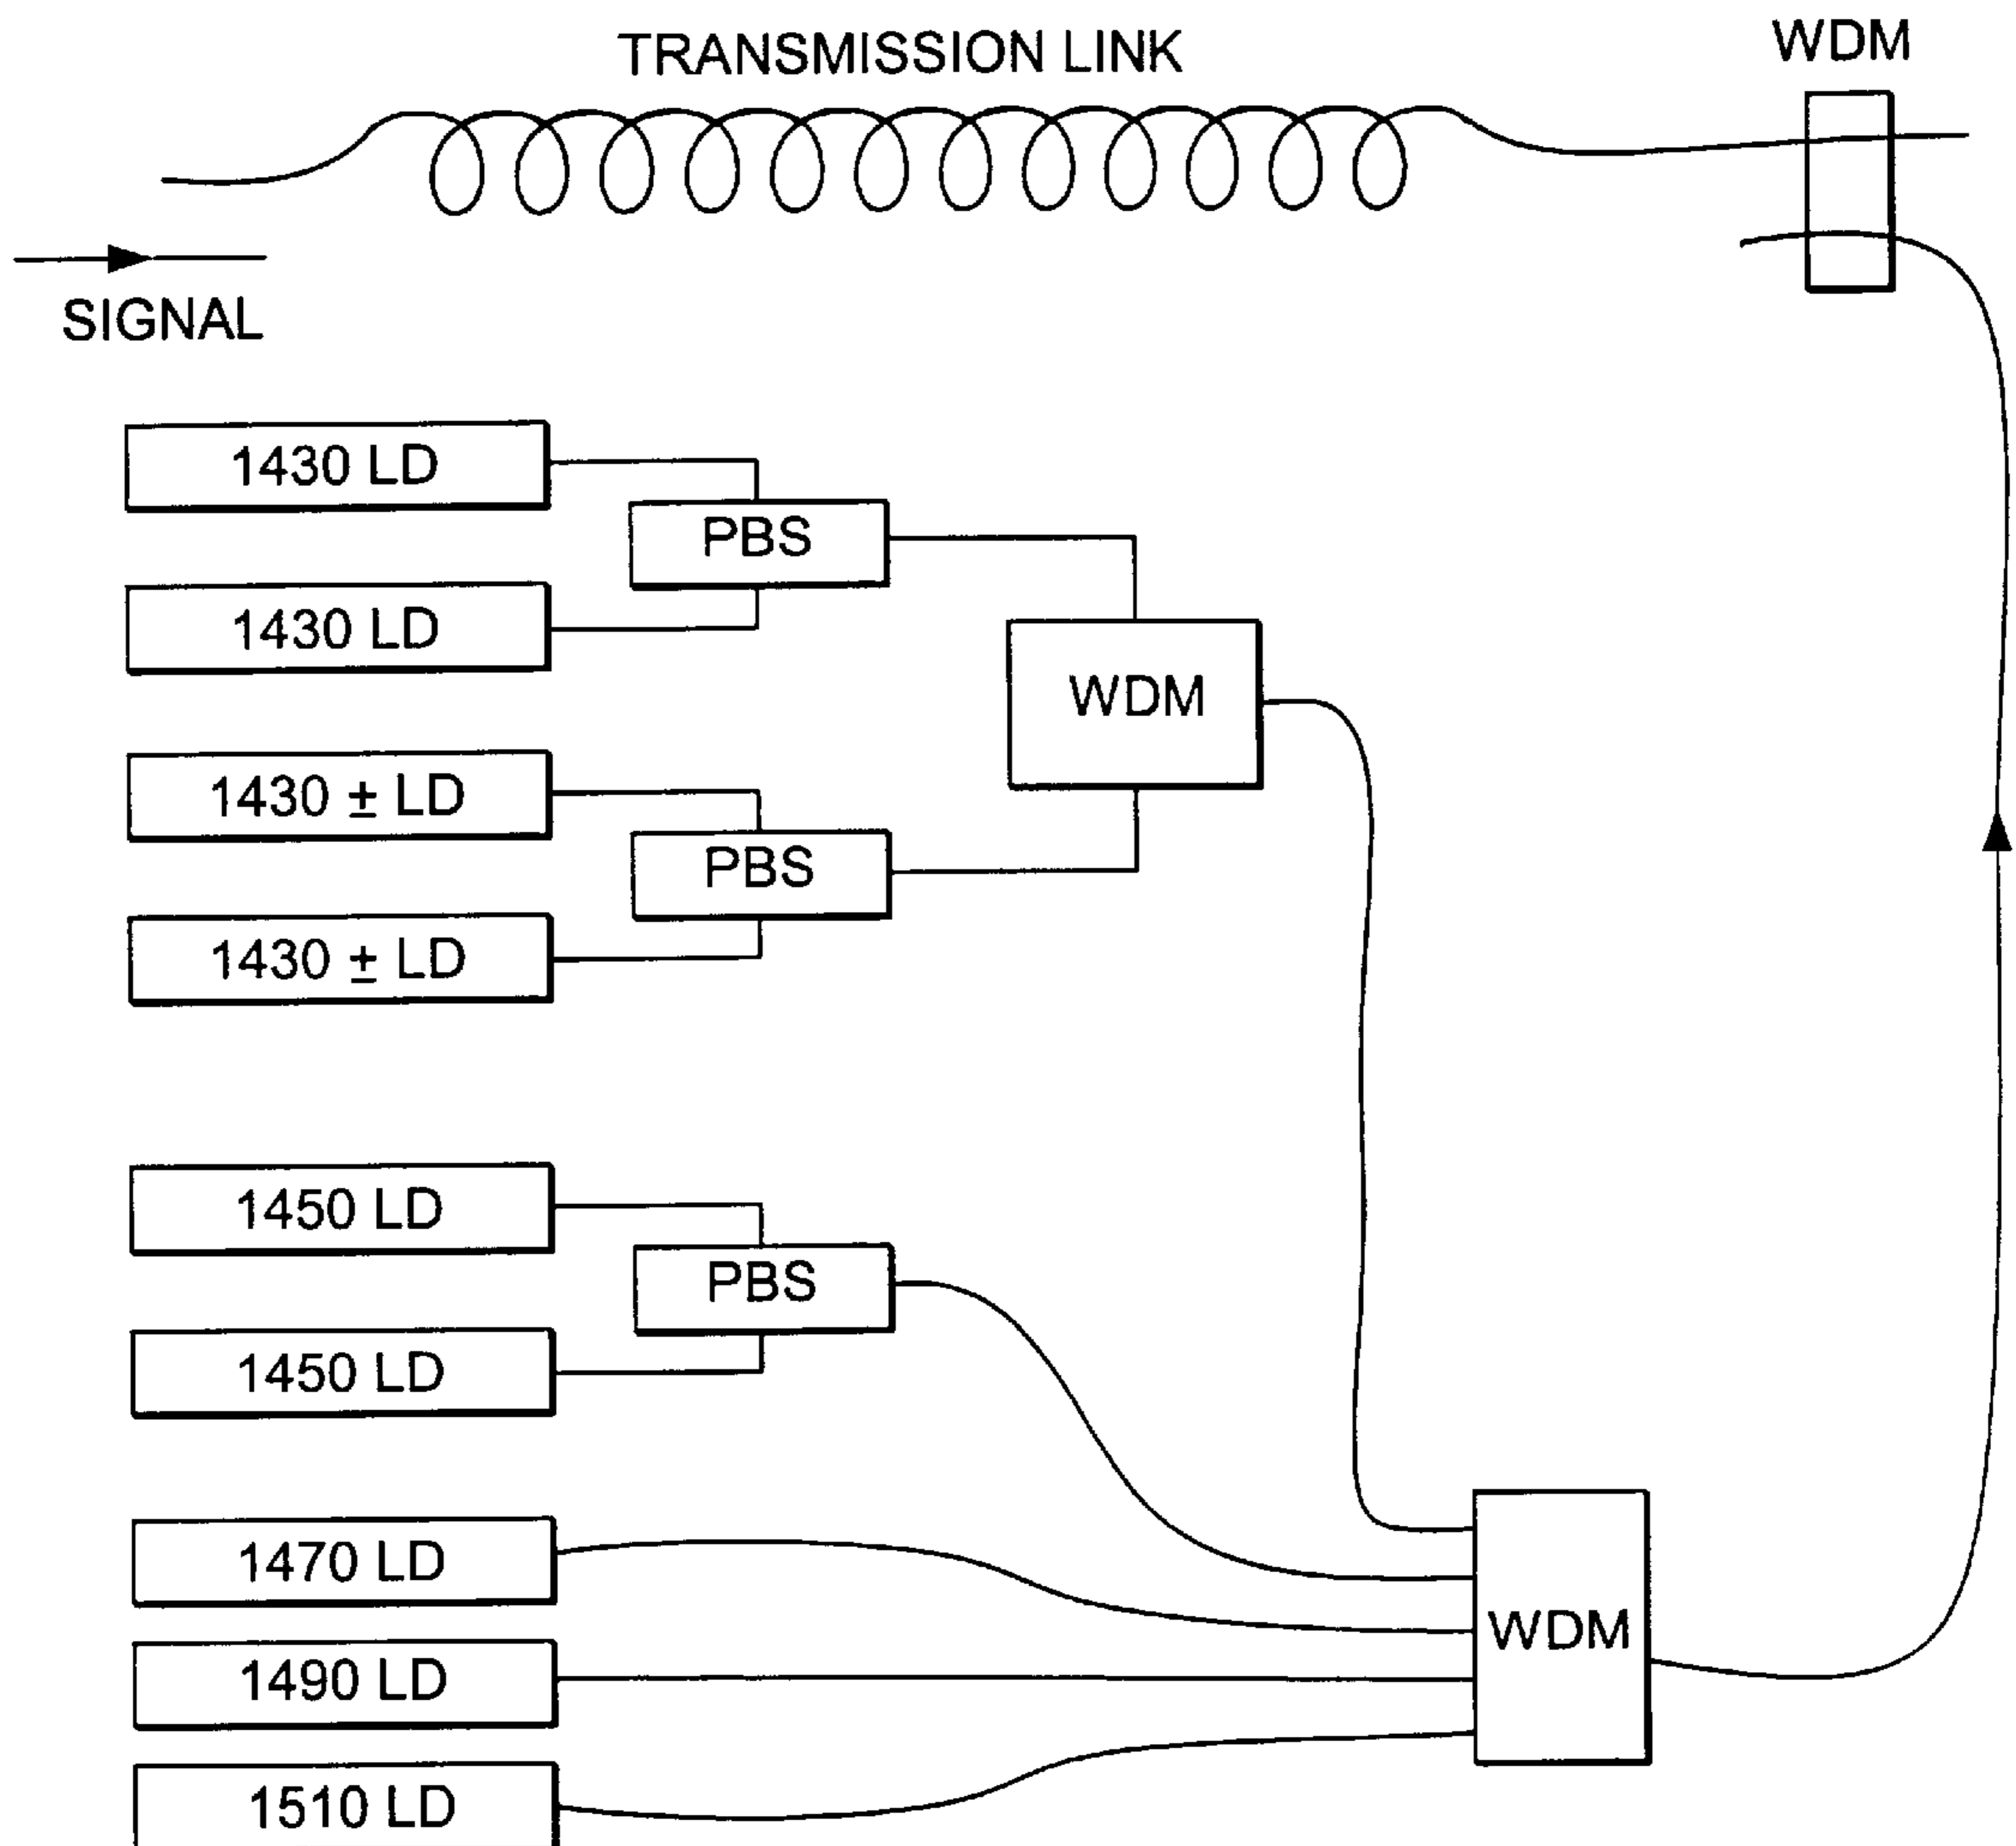 TRANSMISSION LINK
WDM
SIGNAL
1430 LD
PBS
1430 LD
WDM
1430 ± LD
PBS
1430 ± LD
1450 LD
PBS
1450 LD
1470 LD
WDM
1490 LD
1510 LD